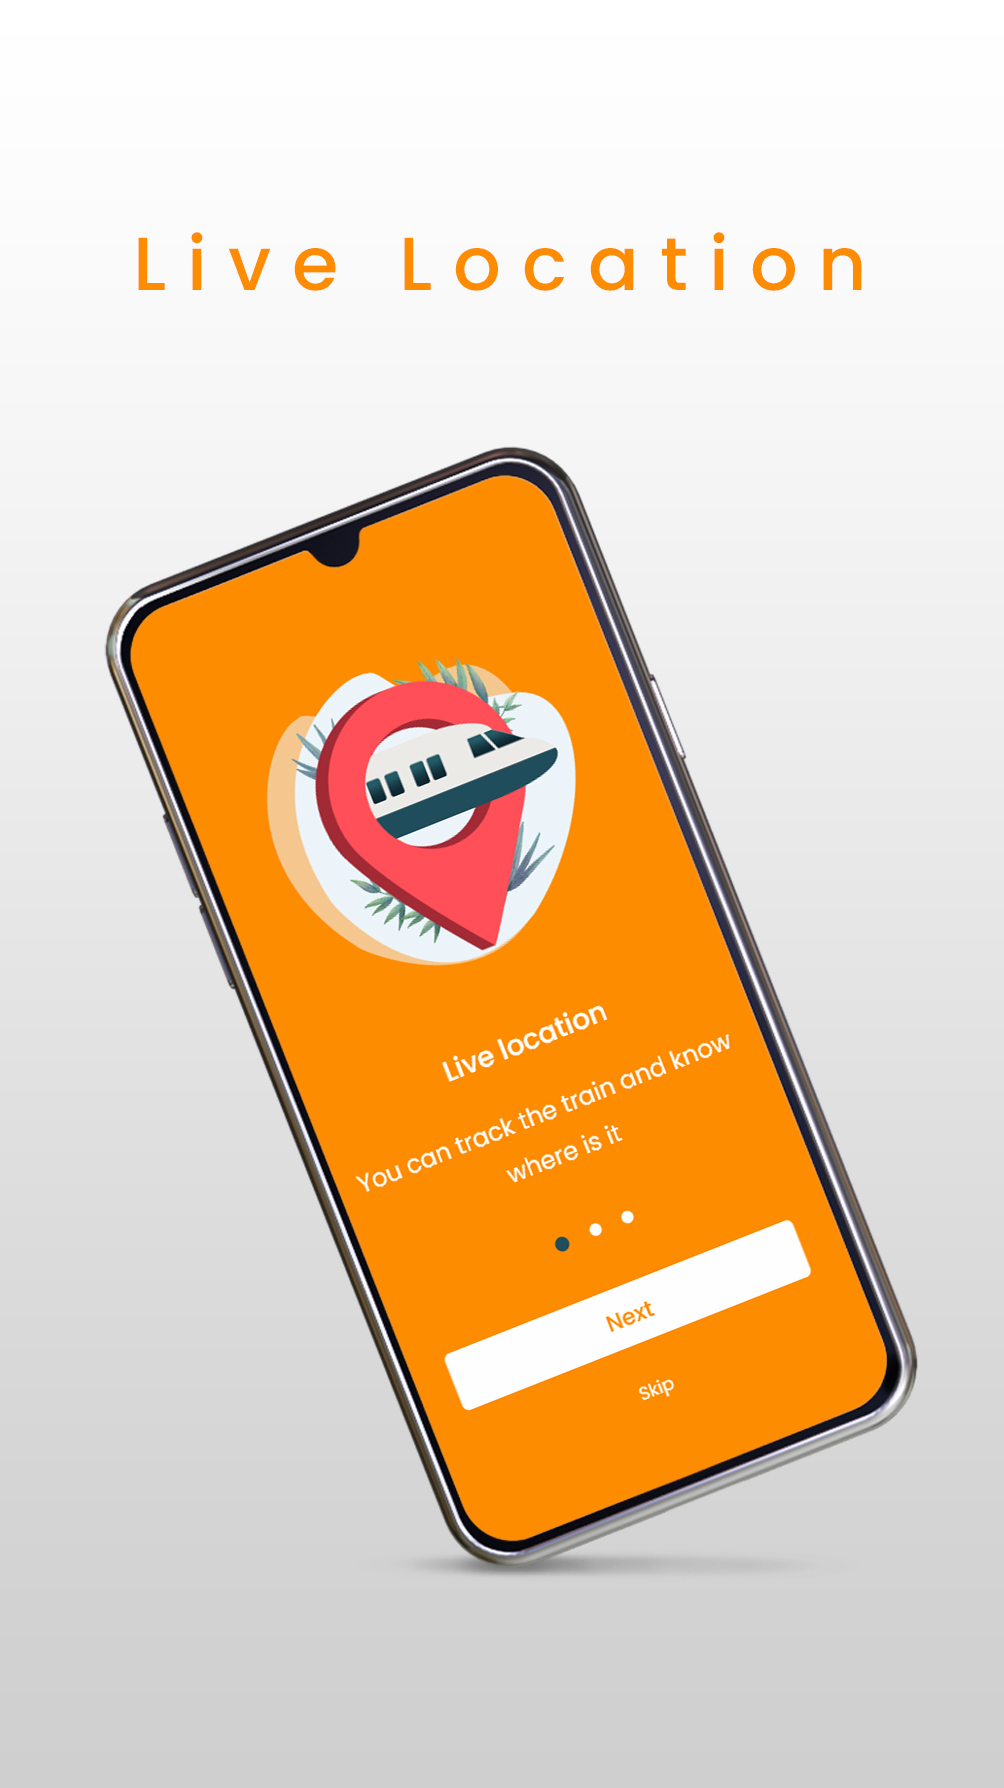 Live Location
Live location
You can track the train and know
where is it
Next
Skip